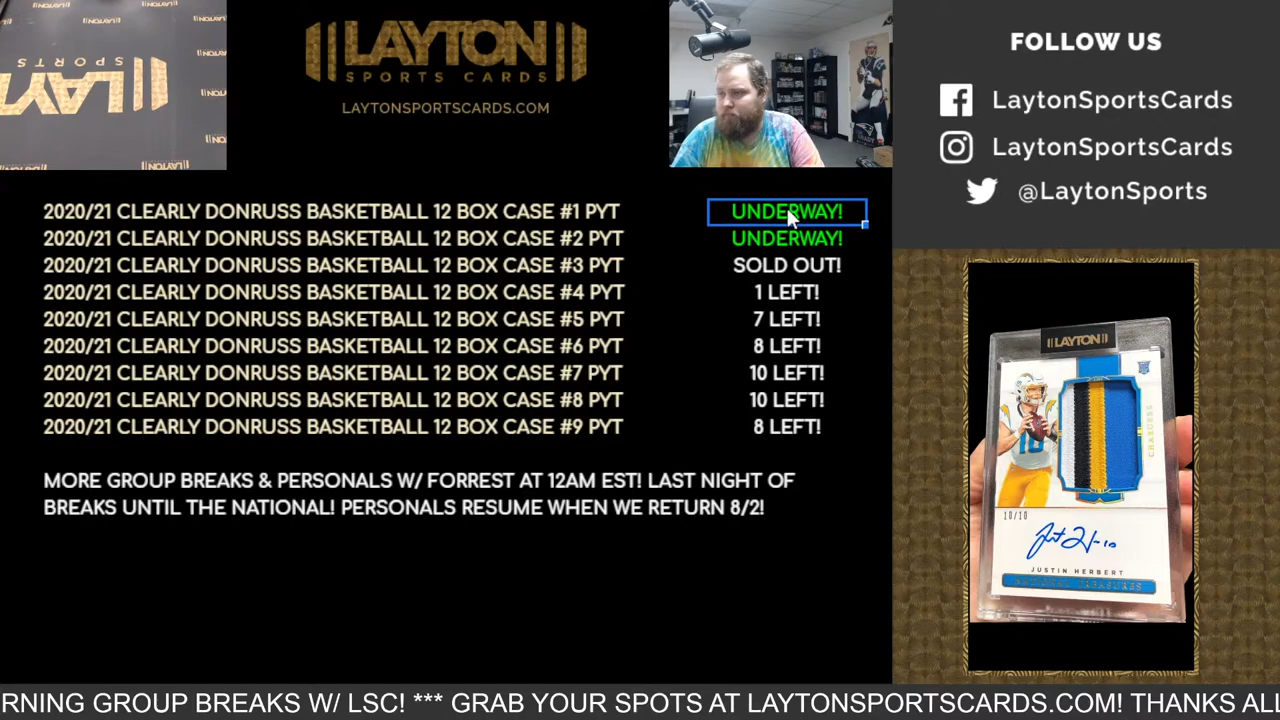 SPORTS
LAYTON
SPORTS CARDS
LAYTONSPORTSCARDS.COM
FOLLOW US
LaytonSportsCards
LaytonSportsCards
@LaytonSports
2020/21 CLEARLY DONRUSS BASKETBALL 12 BOX CASE #1 PYT UNDERWAY!
2020/21 CLEARLY DONRUSS BASKETBALL 12 BOX CASE #2 PYT UNDERWAY!
2020/21 CLEARLY DONRUSS BASKETBALL 12 BOX CASE #3 PYT SOLD OUT!
2020/21 CLEARLY DONRUSS BASKETBALL 12 BOX CASE #4 PYT 1 LEFT!
2020/21 CLEARLY DONRUSS BASKETBALL 12 BOX CASE #5 PYT 7 LEFT!
2020/21 CLEARLY DONRUSS BASKETBALL 12 BOX CASE #6 PYT 8 LEFT!
2020/21 CLEARLY DONRUSS BASKETBALL 12 BOX CASE #7 PYT 10 LEFT!
2020/21 CLEARLY DONRUSS BASKETBALL 12 BOX CASE #8 PYT 10 LEFT!
2020/21 CLEARLY DONRUSS BASKETBALL 12 BOX CASE #9 PYT 8 LEFT!
MORE GROUP BREAKS & PERSONALS W/ FORREST AT 12AM EST! LAST NIGHT OF
BREAKS UNTIL THE NATIONAL! PERSONALS RESUME WHEN WE RETURN 8/2!
LAYTON
CHARGERS
10/10
JUSTIN HERBERT
NATIONAL TREASURES
RNING GROUP BREAKS W/ LSC! *** GRAB YOUR SPOTS AT LAYTONSPORTSCARDS.COM! THANKS ALL